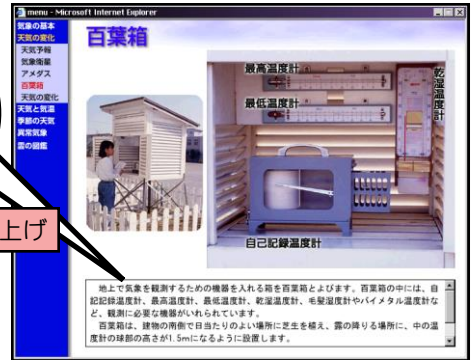 menu - Microsoft Internet Explorer
気象の基本
天気の変化
天気予報
気象衛星
アメダス
百葉箱
天気の変化
天気と気温
季節の天気
異常気象
雲の図鑑
百葉箱
最高温度計
最低温度計
乾湿温度計
自己記録温度計
上げ
地上で気象を観測するための機器を入れる箱を百葉箱とよびます。百葉箱の中には、自
記記録温度計、最高温度計、最低温度計、乾湿温度計、毛髪湿度計やバイメタル温度計な
ど、観測に必要な機器がいれられています。
百葉箱は、建物の南側で日当たりのよい場所に芝生を植え、露の降りる場所に、中の温
度計の球部の高さが1.5mになるように設置します。